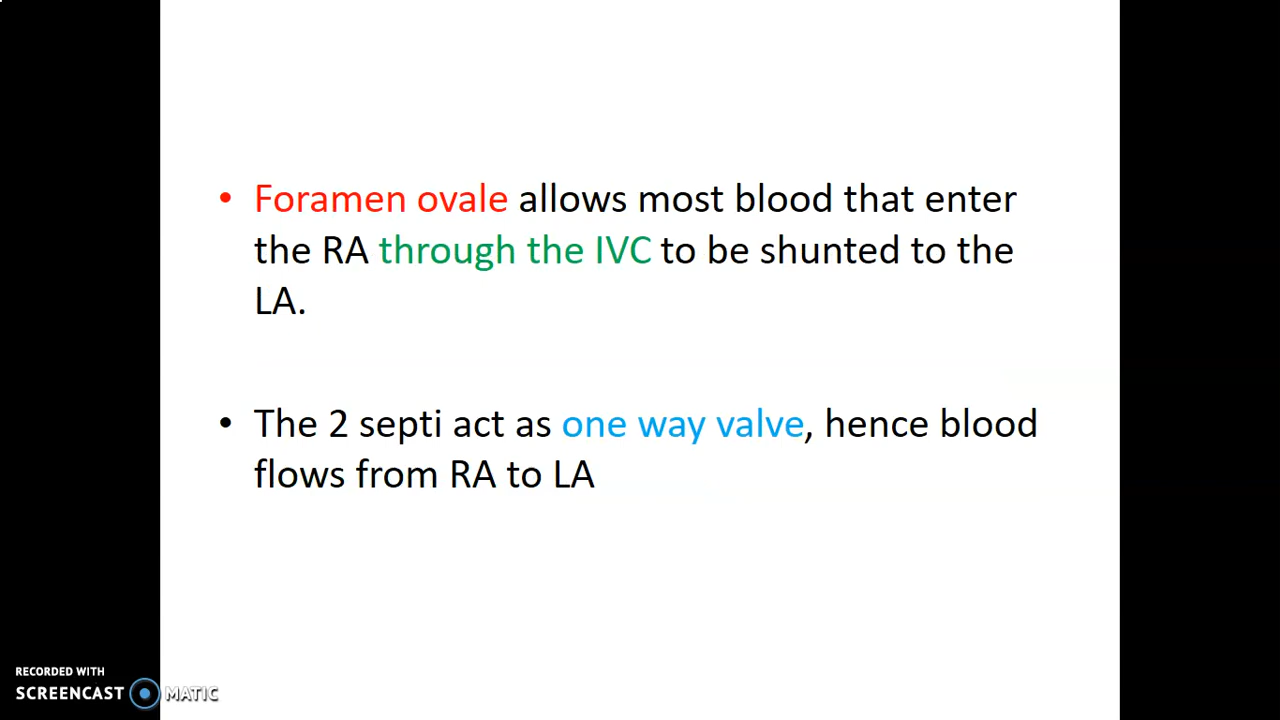 • Foramen ovale allows most blood that enter
the RA through the IVC to be shunted to the
LA.
• The 2 septi act as one way valve, hence blood
flows from RA to LA
RECORDED WITH
SCREENCAST MATIC